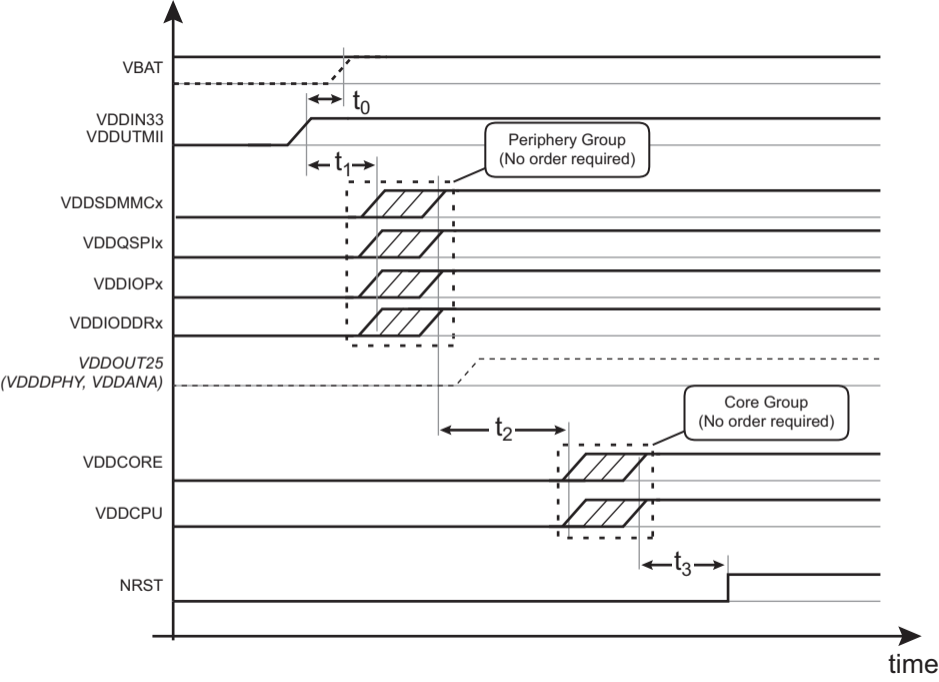 VBAT
t0
VDDIN33
VDDUTMII
Periphery Group
(No order required)
t1
VDDSDMMCx
VDDQSPIx
VDDIOPx
VDDIODDRx
VDDOUT25
(VDDDPHY, VDDANA)
Core Group
(No order required)
t2
VDDCORE
VDDCPU
t3
NRST
time